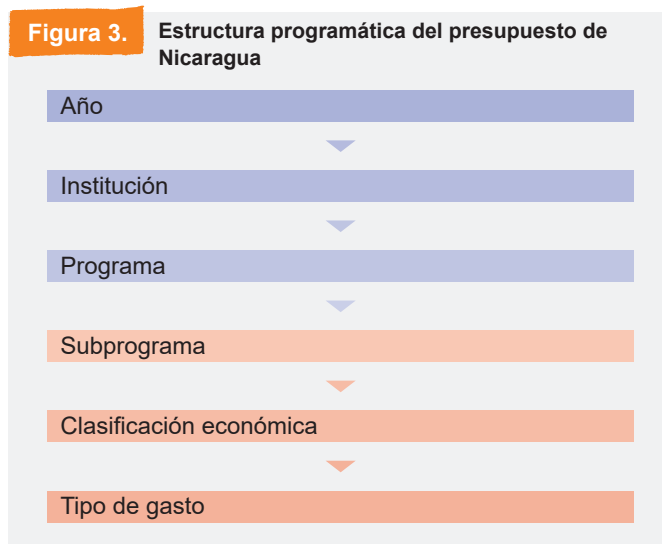 Figura 3.
Estructura programática del presupuesto de
Nicaragua
Año
Institución
Programa
Subprograma
Clasificación económica
Tipo de gasto